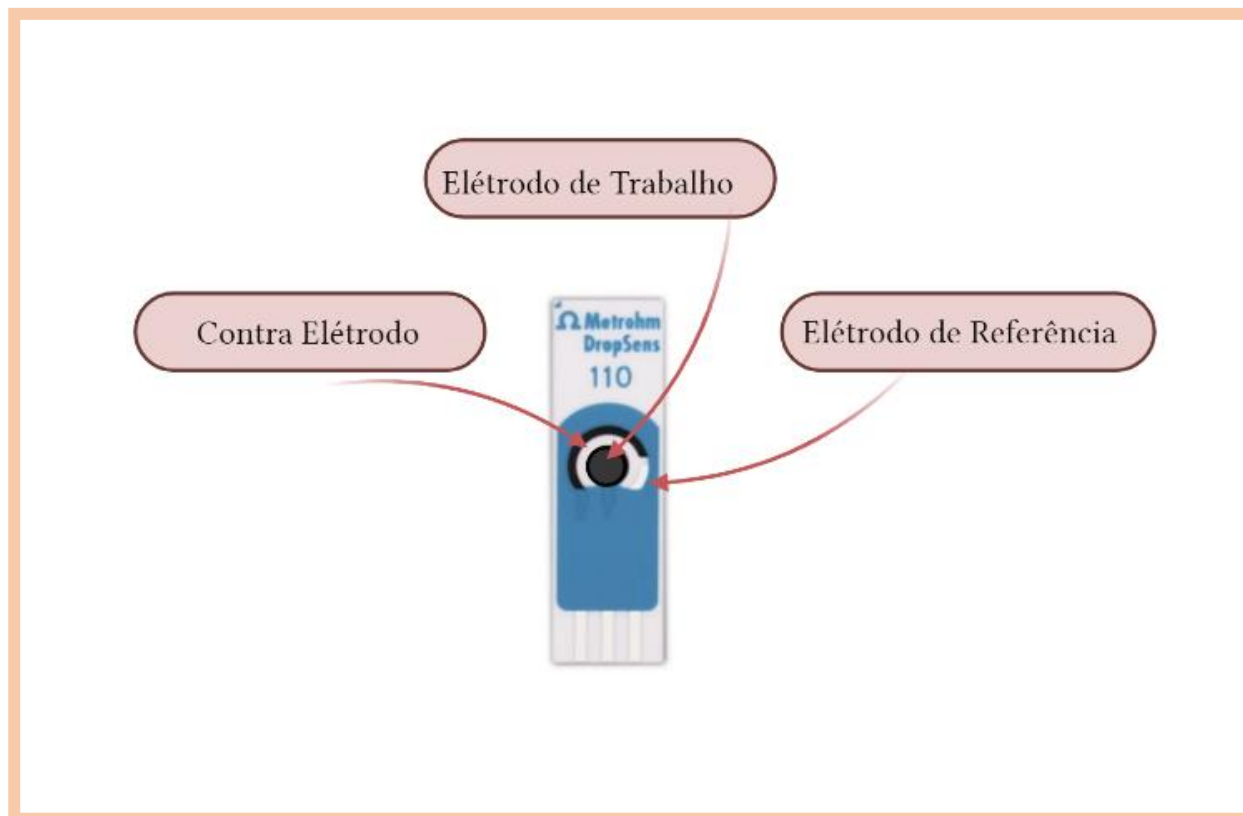 Elétrodo de Trabalho
Contra Elétrodo
Elétrodo de Referência
Metrohm
DropSens
110